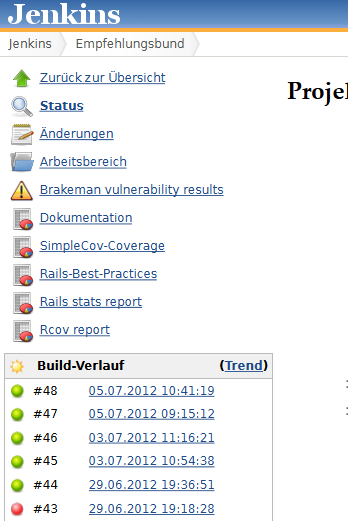 Jenkins
Jenkins Empfehlungsbund
Zurück zur Übersicht
Status
Änderungen
Arbeitsbereich
Brakeman vulnerability results
Dokumentation
SimpleCov-Coverage
Rails-Best-Practices
Rails stats report
Rcov report
Build-Verlauf (Trend)
#48 05.07.2012 10:41:19
#47 05.07.2012 09:15:12
#46 03.07.2012 11:16:21
#45 03.07.2012 10:54:38
#44 29.06.2012 19:36:51
#43 29.06.2012 19:18:28